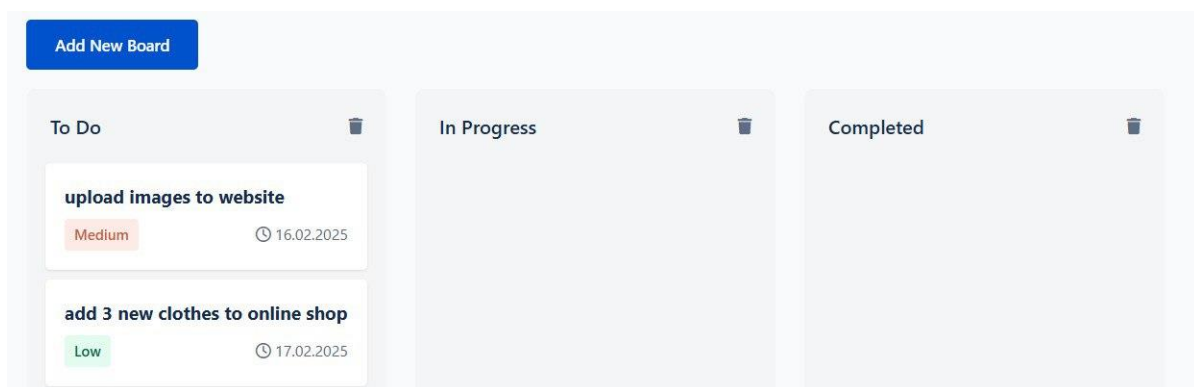 Add New Board
To Do
upload images to website
Medium
16.02.2025
add 3 new clothes to online shop
Low
17.02.2025
In Progress
Completed